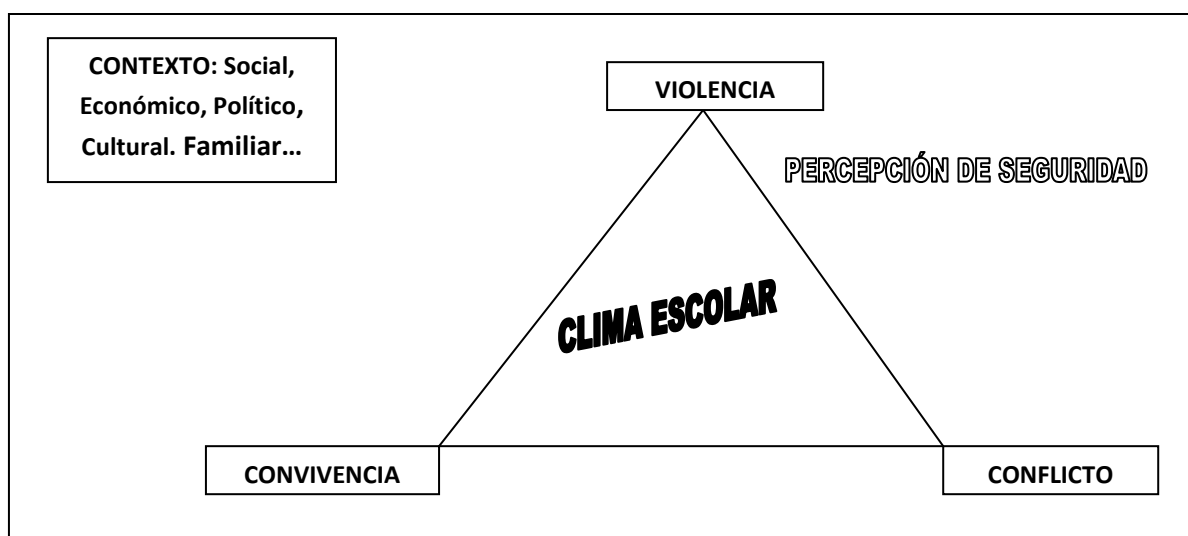 CONTEXTO: Social,
Económico, Político,
Cultural. Familiar…
VIOLENCIA
PERCEPCIÓN DE SEGURIDAD
CLIMA ESCOLAR
CONVIVENCIA
CONFLICTO